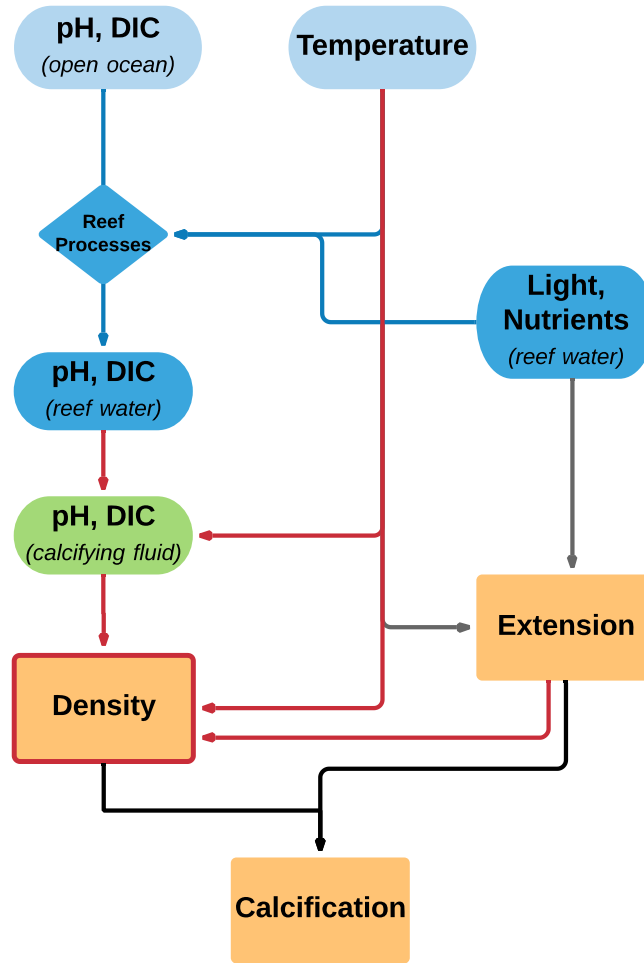 pH, DIC
(open ocean)
Temperature
Reef
Processes
Light,
Nutrients
(reef water)
pH, DIC
(reef water)
pH, DIC
(calcifying fluid)
Extension
Density
Calcification